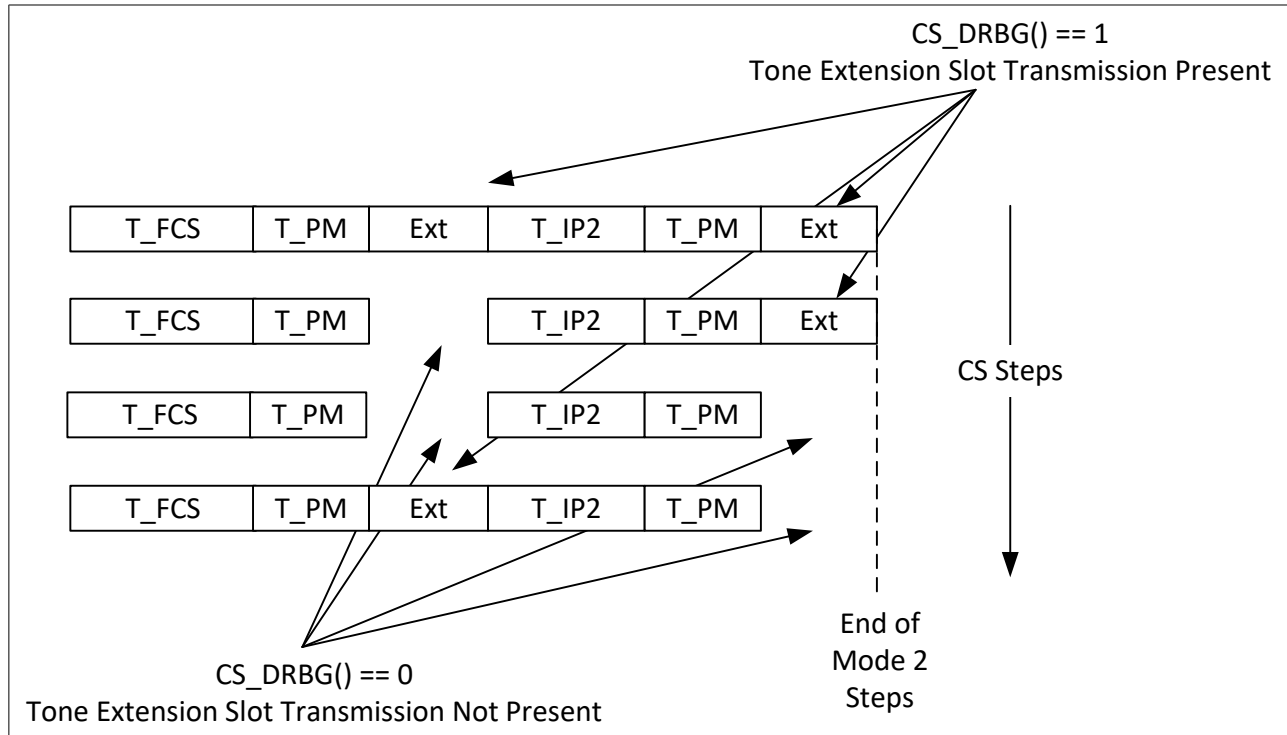 CS_DRBG() == 1
Tone Extension Slot Transmission Present
T_FCS T_PM Ext T_IP2 T_PM Ext
T_FCS T_PM T_IP2 T_PM Ext
CS Steps
T_FCS T_PM T_IP2 T_PM
T_FCS T_PM Ext T_IP2 T_PM
End of
Mode 2
Steps
CS_DRBG() == 0
Tone Extension Slot Transmission Not Present